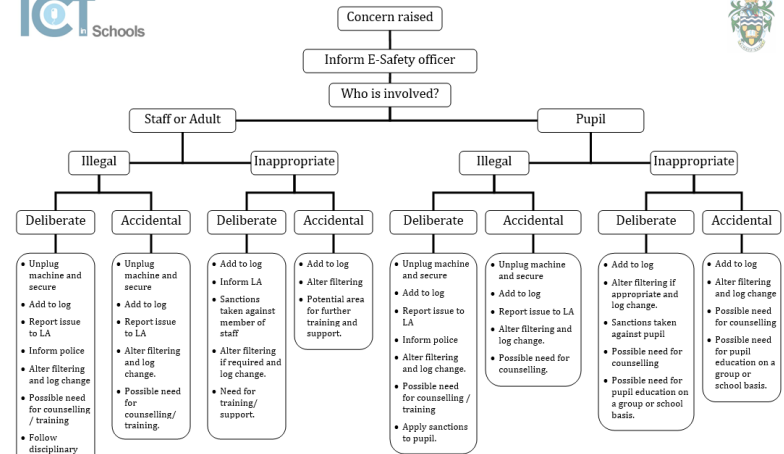 ICT
in Schools
Concern raised
Inform E-Safety officer
Who is involved?
Staff or Adult
Pupil
Illegal
Inappropriate
Illegal
Inappropriate
Deliberate
Accidental
Deliberate
Accidental
Deliberate
Accidental
Deliberate
Accidental
• Unplug
machine and
secure
• Add to log
• Report issue
to LA
• Inform police
• Alter filtering
and log change
• Possible need
for counselling
/ training
• Follow
disciplinary
• Unplug
machine and
secure
• Add to log
• Report issue
to LA
• Alter filtering
and log
change.
• Possible need
for
counselling/
training.
• Add to log
• Inform LA
• Sanctions
taken against
member of
staff
• Alter filtering
if required and
log change.
• Need for
training/
support.
• Add to log
• Alter filtering
• Potential area
for further
training and
support.
• Unplug machine
and secure
• Add to log
• Report issue to
LA
• Inform police
• Alter filtering
and log change.
• Possible need
for counselling /
training
• Apply sanctions
to pupil.
• Unplug machine
and secure
• Add to log
• Report issue to LA
• Alter filtering and
log change.
• Possible need for
counselling.
• Add to log
• Alter filtering if
appropriate and
log change.
• Sanctions taken
against pupil
• Possible need for
counselling
• Possible need for
pupil education on
a group or school
basis.
• Add to log
• Alter filtering
and log change
• Possible need
for counselling
• Possible need
for pupil
education on a
group or
school basis.